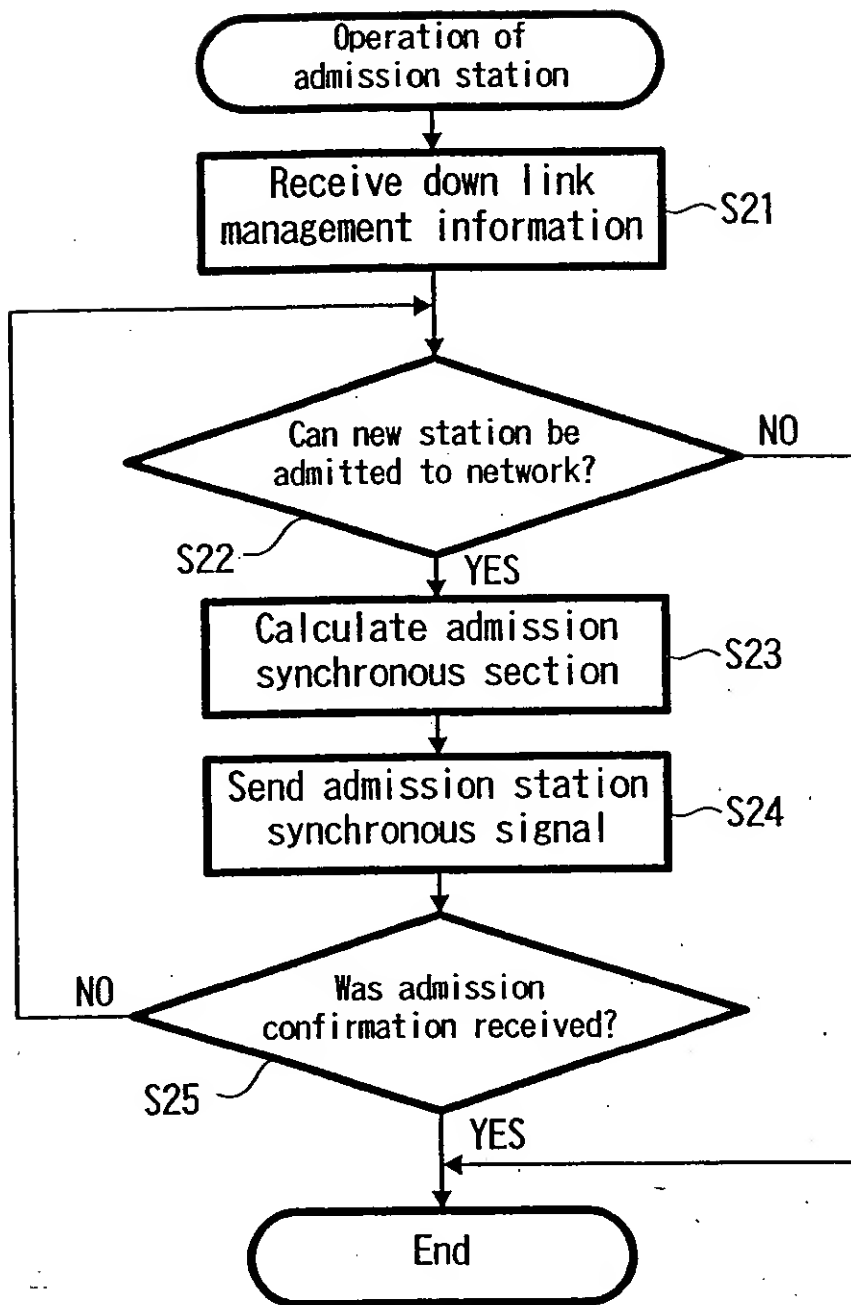 Operation of
admission station
Receive down link
management information
S21
Can new station be
admitted to network?
NO
S22
YES
Calculate admission
synchronous section
S23
Send admission station
synchronous signal
S24
NO
Was admission
confirmation received?
S25
YES
End